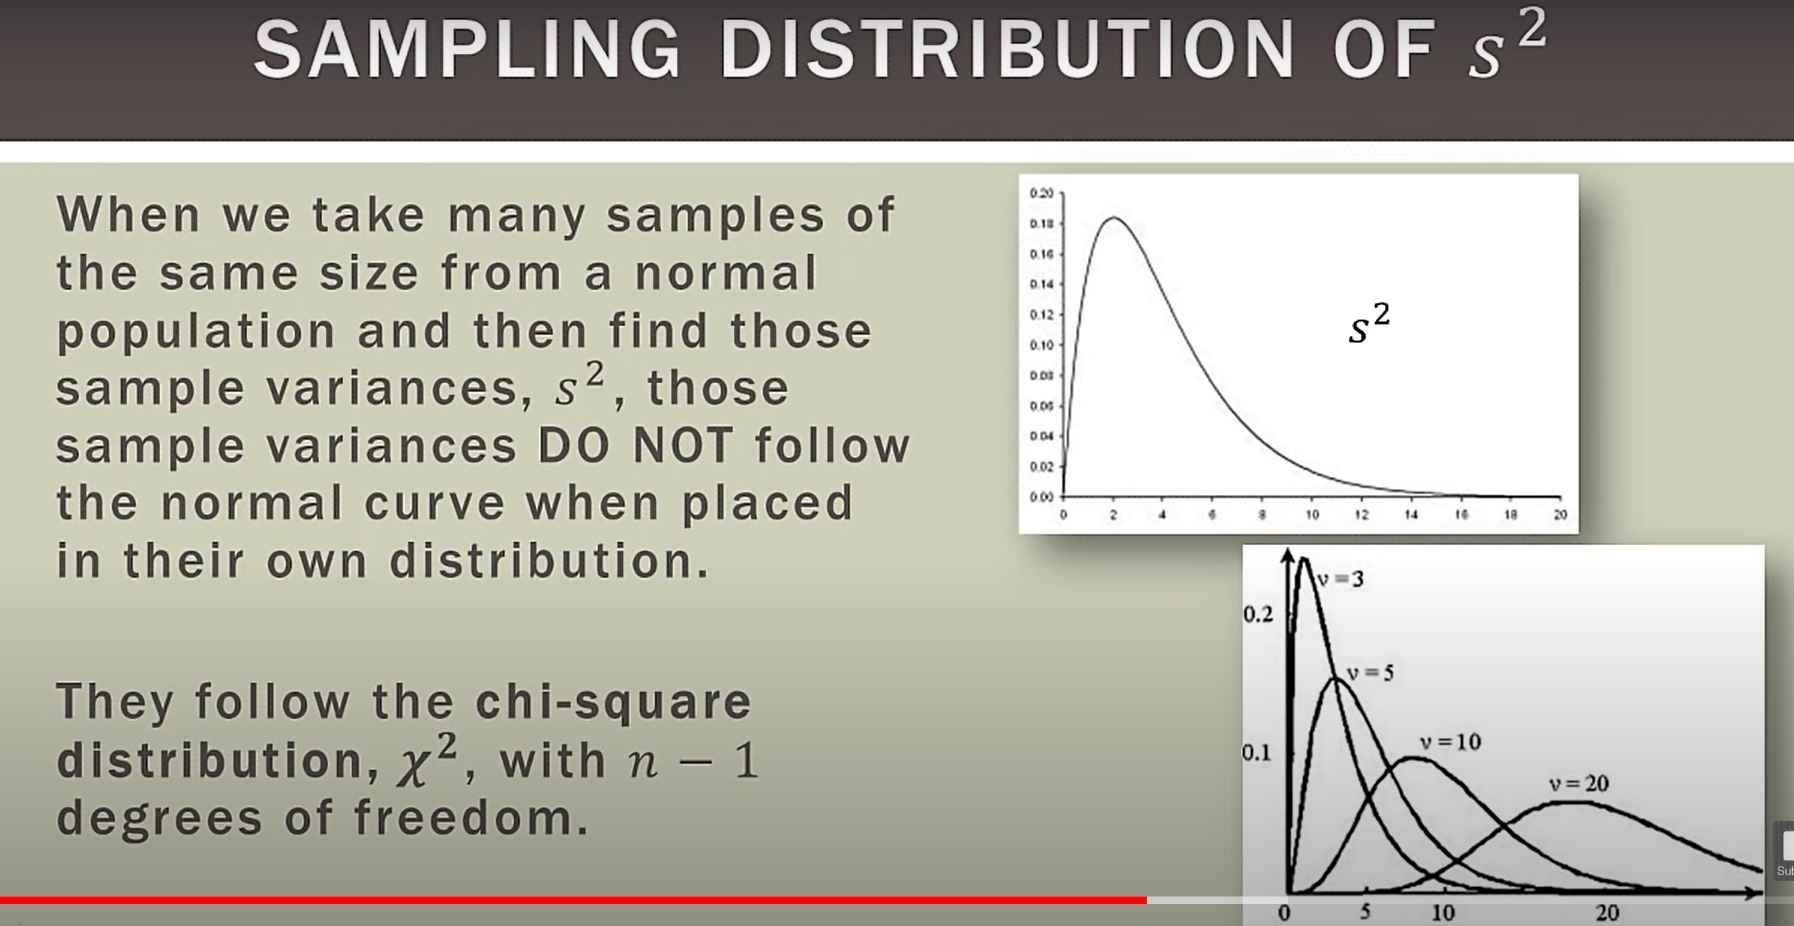 SAMPLING DISTRIBUTION OF s²
When we take many samples of
the same size from a normal
population and then find those
sample variances, s², those
sample variances DO NOT follow
the normal curve when placed
in their own distribution.
They follow the chi-square
distribution, χ², with n − 1
degrees of freedom.
0.20
0.18
0.16
0.14
0.12
0.10
0.08
0.06
0.04
0.02
0.00
0 2 4 6 8 10 12 14 16 18 20
s²
ν = 3
0.2
ν = 5
ν = 10
0.1
ν = 20
0 5 10 20